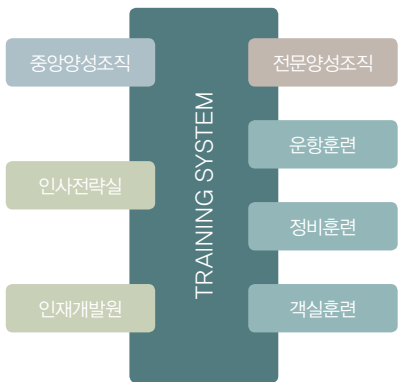 중앙양성조직
인사전략실
인재개발원
TRAINING SYSTEM
전문양성조직
운항훈련
정비훈련
객실훈련